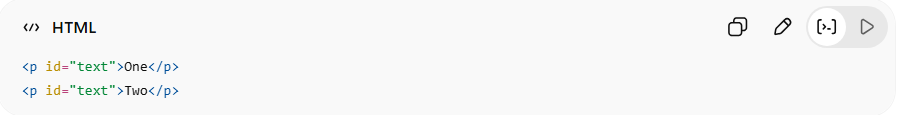 HTML
<p id="text">One</p>
<p id="text">Two</p>